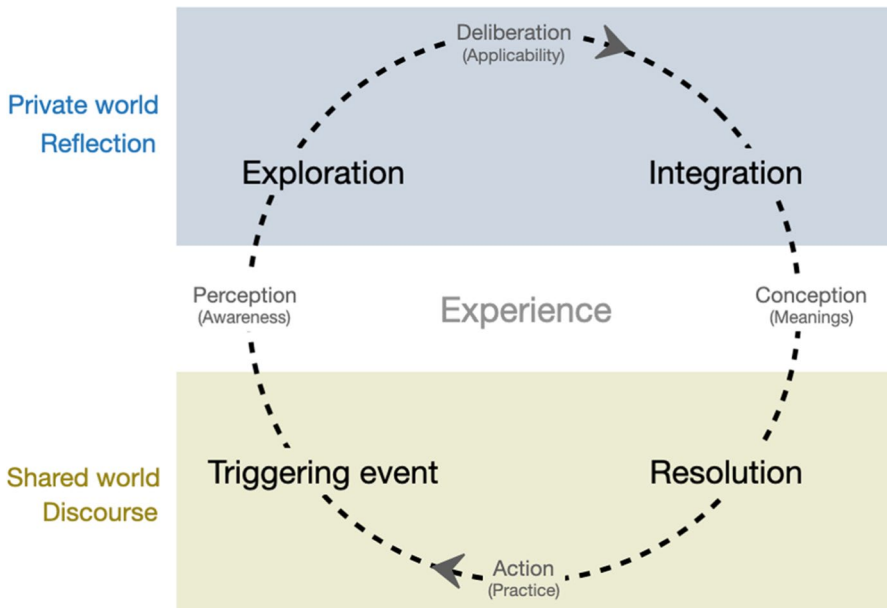 Deliberation
(Applicability)
Private world
Reflection
Exploration
Integration
Perception
(Awareness)
Experience
Conception
(Meanings)
Shared world
Discourse
Triggering event
Resolution
Action
(Practice)